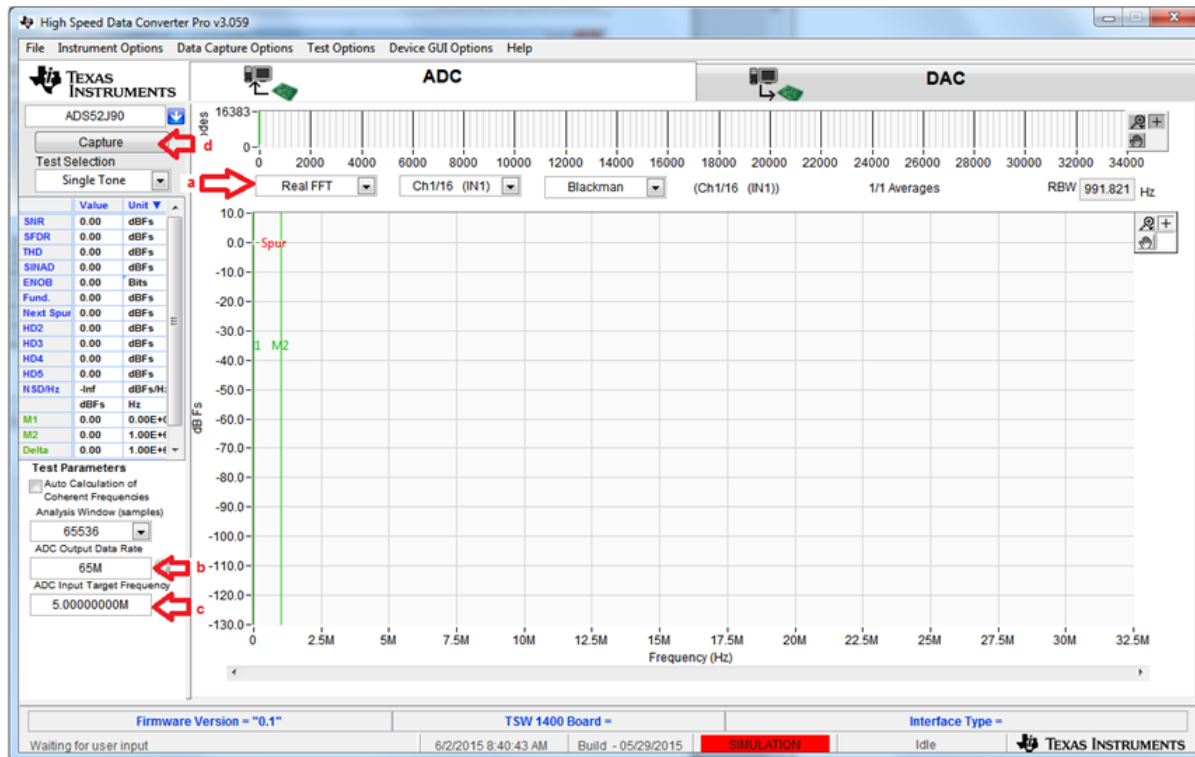 High Speed Data Converter Pro v3.059
File Instrument Options Data Capture Options Test Options Device GUI Options Help
TEXAS INSTRUMENTS
ADC
DAC
ADS52J90
Capture
d
Test Selection
Single Tone
16383
0
0 2000 4000 6000 8000 10000 12000 14000 16000 18000 20000 22000 24000 26000 28000 30000 32000 34000
a
Real FFT
Ch1/16 (IN1)
Blackman
(Ch1/16 (IN1))
1/1 Averages
RBW 991.821 Hz
Value Unit
SNR 0.00 dBFs
SFDR 0.00 dBFs
THD 0.00 dBFs
SINAD 0.00 dBFs
ENOB 0.00 Bits
Fund. 0.00 dBFs
Next Spur 0.00 dBFs
HD2 0.00 dBFs
HD3 0.00 dBFs
HD4 0.00 dBFs
HD5 0.00 dBFs
NSD/Hz -Inf dBFs/H
dBFs Hz
M1 0.00 0.00E+
M2 0.00 1.00E+
Delta 0.00 1.00E+
Test Parameters
Auto Calculation of
Coherent Frequencies
Analysis Window (samples)
65536
ADC Output Data Rate
65M
b
ADC Input Target Frequency
5.00000000M
c
10.0
0.0
-10.0
-20.0
-30.0
-40.0
-50.0
-60.0
-70.0
-80.0
-90.0
-100.0
-110.0
-120.0
-130.0
dBFs
Spur
1 M2
0 2.5M 5M 7.5M 10M 12.5M 15M 17.5M 20M 22.5M 25M 27.5M 30M 32.5M
Frequency (Hz)
Firmware Version = "0.1"
TSW 1400 Board =
Interface Type =
Waiting for user input
6/2/2015 8:40:43 AM
Build - 05/29/2015
SIMULATION
Idle
TEXAS INSTRUMENTS